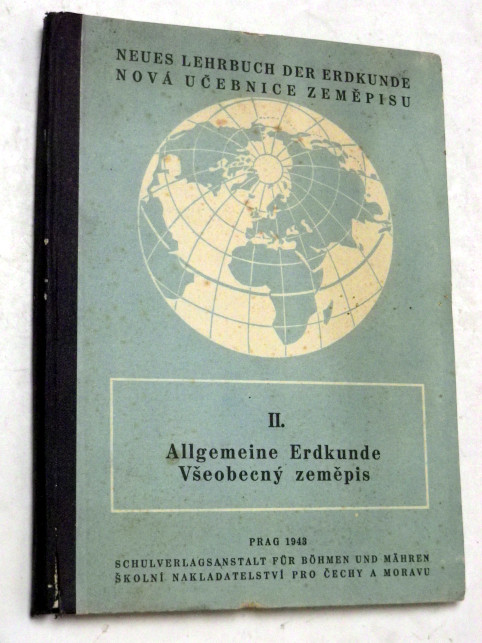 NEUES LEHRBUCH DER ERDKUNDE
NOVÁ UČEBNICE ZEMĚPISU
II.
Allgemeine Erdkunde
Všeobecný zeměpis
PRAG 1943
SCHULVERLAGSANSTALT FÜR BÖHMEN UND MÄHREN
ŠKOLNÍ NAKLADATELSTVÍ PRO ČECHY A MORAVU